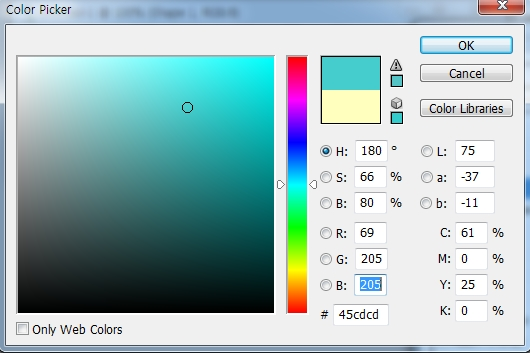 Color Picker
OK
Cancel
Color Libraries
H: 180 ° L: 75
S: 66 % a: -37
B: 80 % b: -11
R: 69 C: 61 %
G: 205 M: 0 %
B: 205 Y: 25 %
# 45cdcd K: 0 %
Only Web Colors